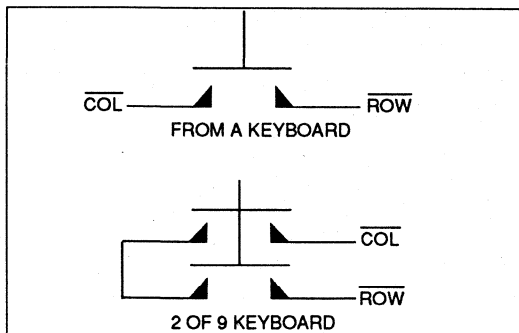 COL ROW
FROM A KEYBOARD
COL
ROW
2 OF 9 KEYBOARD